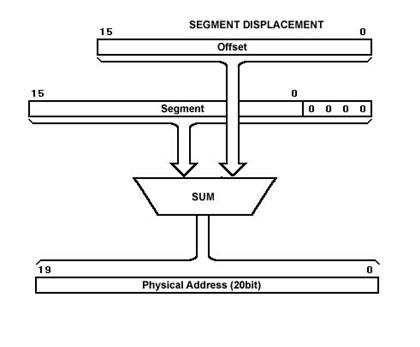 SEGMENT DISPLACEMENT
15 0
Offset
15 0
Segment 0 0 0 0
SUM
19 0
Physical Address (20bit)